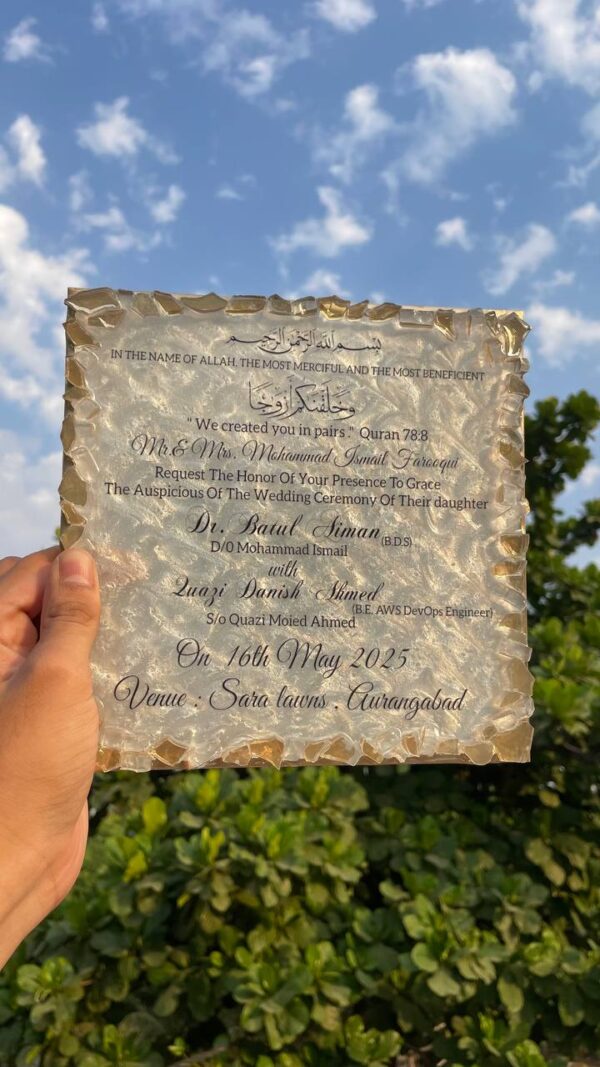 بسم الله الرحمن الرحيم
IN THE NAME OF ALLAH, THE MOST MERCIFUL AND THE MOST BENEFICIENT
وخلقنكم أزوجا
" We created you in pairs ." Quran 78:8
Mr.& Mrs. Mohammad Ismail Farooqui
Request The Honor Of Your Presence To Grace
The Auspicious Of The Wedding Ceremony Of Their daughter
Dr. Batul Aiman (B.D.S)
D/0 Mohammad Ismail
with
Quazi Danish Ahmed
(B.E. AWS DevOps Engineer)
S/o Quazi Moied Ahmed
On 16th May 2025
Venue : Sara lawns , Aurangabad